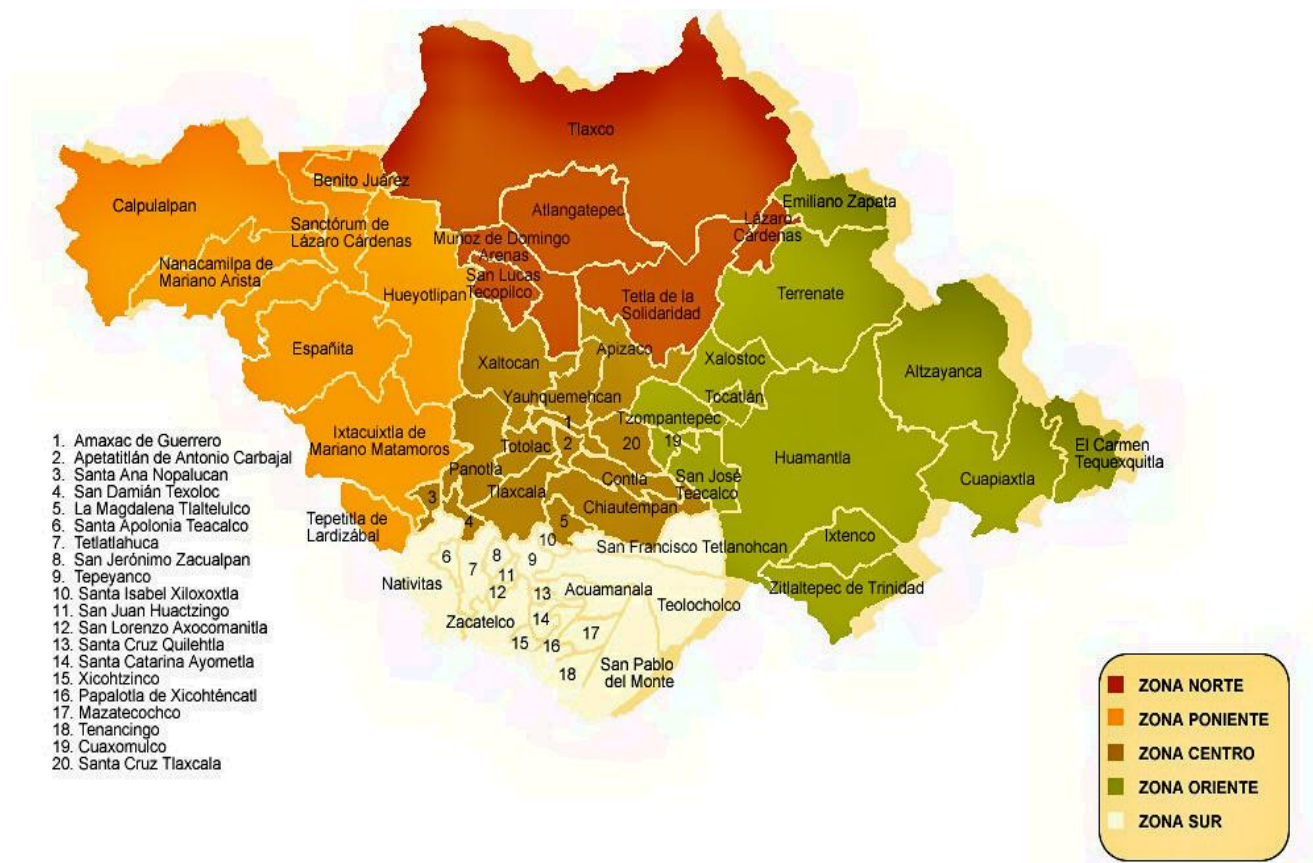 Tlaxco
Benito Juárez
Calpulalpan
Emiliano Zapata
Atlangatepec
Sanctórum de
Lázaro Cárdenas
Lázaro
Cárdenas
Muñoz de Domingo
Arenas
Nanacamilpa de
Mariano Arista
San Lucas
Tecopilco
Hueyotlipan
Tetla de la
Solidaridad
Terrenate
Españita
Apizaco
Xaltocan
Xalostoc
Altzayanca
Yauhquemehcan
Tocatlán
Tzompantepec
1
2
20
19
Ixtacuixtla de
Mariano Matamoros
Totolac
Panotla
Contla
San José
Teacalco
Huamantla
El Carmen
Tequexquitla
Cuapiaxtla
Tlaxcala
Chiautempan
3
4
5
Tepetitla de
Lardizábal
Ixtenco
10
San Francisco Tetlanohcan
6
7
8
9
11
12
13
Nativitas
Acuamanala
Zitlaltepec de Trinidad
Teolocholco
Zacatelco
14
15
16
17
18
San Pablo
del Monte
1. Amaxac de Guerrero
2. Apetatitlán de Antonio Carbajal
3. Santa Ana Nopalucan
4. San Damián Texoloc
5. La Magdalena Tlaltelulco
6. Santa Apolonia Teacalco
7. Tetlatlahuca
8. San Jerónimo Zacualpan
9. Tepeyanco
10. Santa Isabel Xiloxoxtla
11. San Juan Huactzingo
12. San Lorenzo Axocomanitla
13. Santa Cruz Quilehtla
14. Santa Catarina Ayometla
15. Xicohtzinco
16. Papalotla de Xicohténcatl
17. Mazatecochco
18. Tenancingo
19. Cuaxomulco
20. Santa Cruz Tlaxcala
ZONA NORTE
ZONA PONIENTE
ZONA CENTRO
ZONA ORIENTE
ZONA SUR